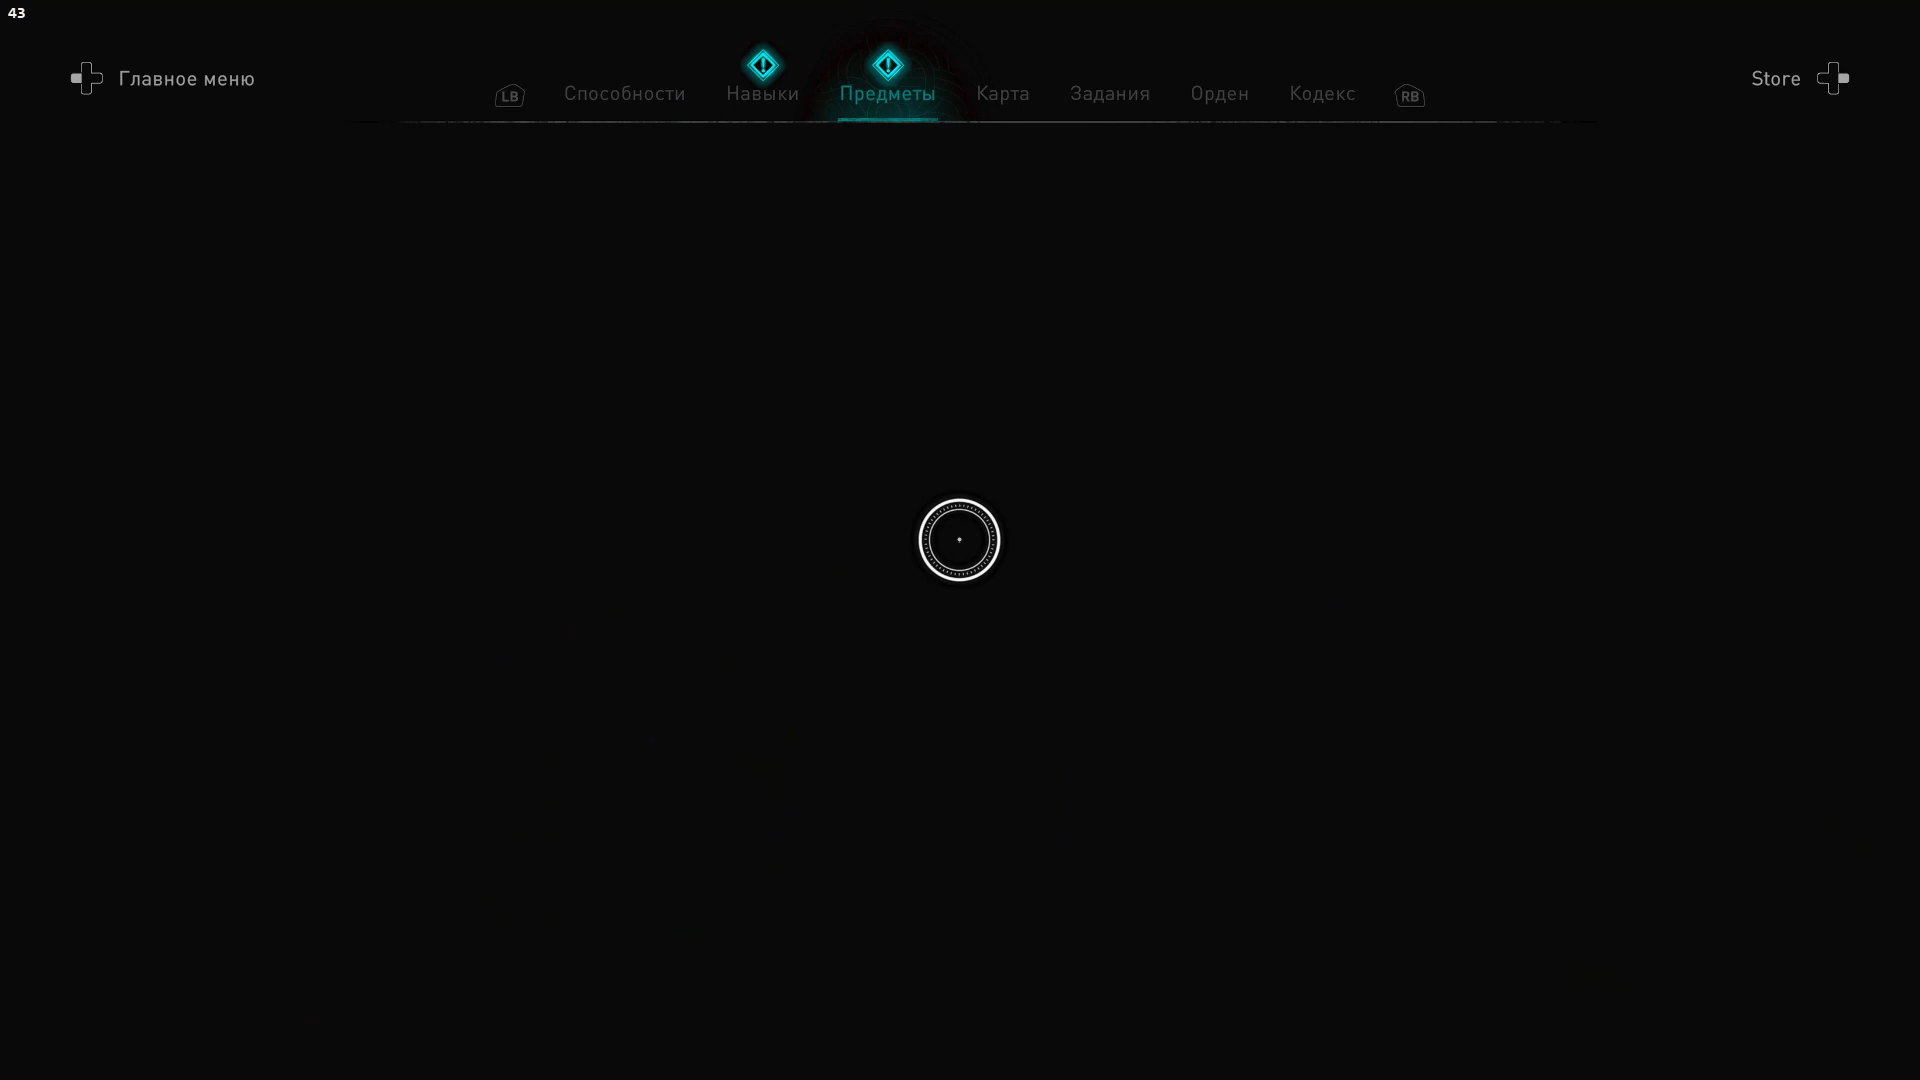 43
Главное меню
LB Способности Навыки Предметы Карта Задания Орден Кодекс RB
Store